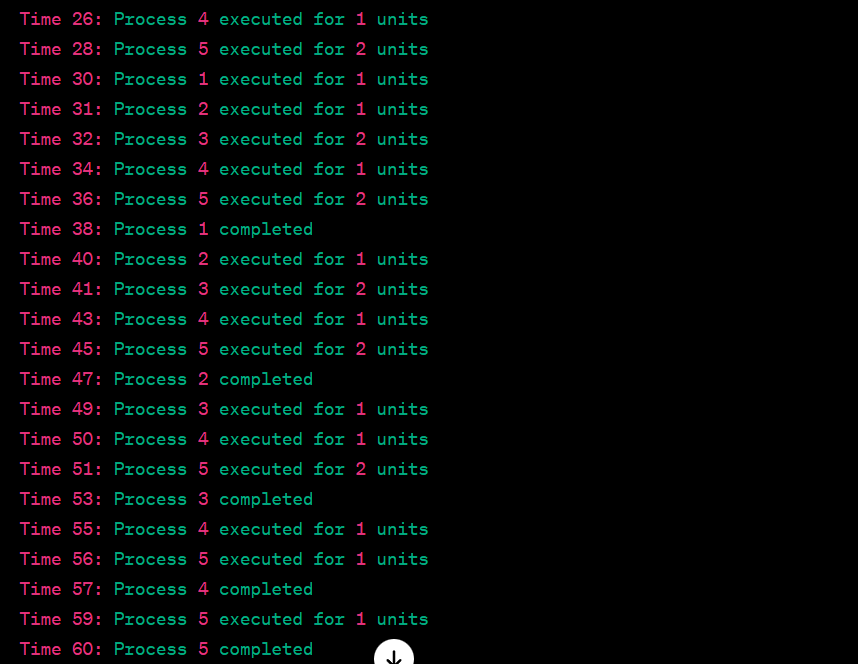 Time 26: Process 4 executed for 1 units
Time 28: Process 5 executed for 2 units
Time 30: Process 1 executed for 1 units
Time 31: Process 2 executed for 1 units
Time 32: Process 3 executed for 2 units
Time 34: Process 4 executed for 1 units
Time 36: Process 5 executed for 2 units
Time 38: Process 1 completed
Time 40: Process 2 executed for 1 units
Time 41: Process 3 executed for 2 units
Time 43: Process 4 executed for 1 units
Time 45: Process 5 executed for 2 units
Time 47: Process 2 completed
Time 49: Process 3 executed for 1 units
Time 50: Process 4 executed for 1 units
Time 51: Process 5 executed for 2 units
Time 53: Process 3 completed
Time 55: Process 4 executed for 1 units
Time 56: Process 5 executed for 1 units
Time 57: Process 4 completed
Time 59: Process 5 executed for 1 units
Time 60: Process 5 completed